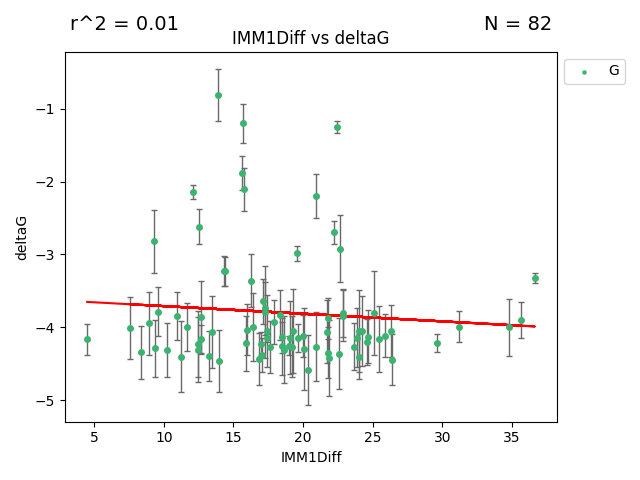 r^2 = 0.01
N = 82
IMM1Diff vs deltaG
G
deltaG
−1
−2
−3
−4
−5
5 10 15 20 25 30 35
IMM1Diff